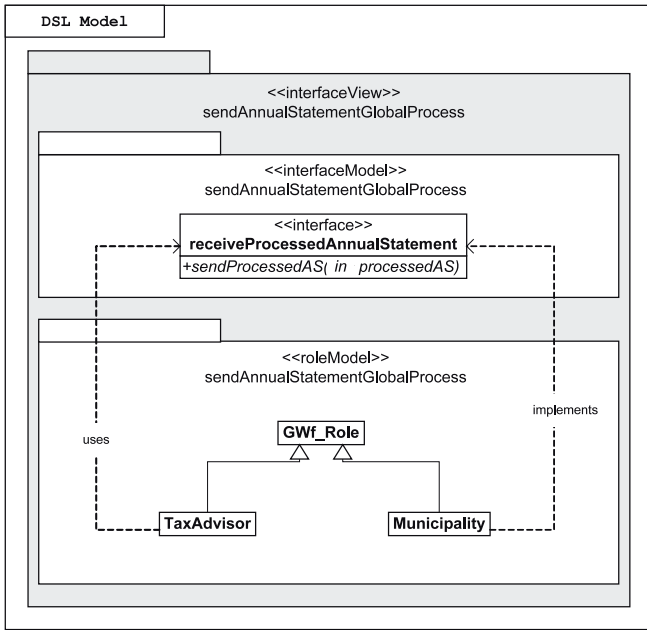 DSL Model
<<interfaceView>>
sendAnnualStatementGlobalProcess
<<interfaceModel>>
sendAnnualStatementGlobalProcess
<<interface>>
receiveProcessedAnnualStatement
+sendProcessedAS( in processedAS)
<<roleModel>>
sendAnnualStatementGlobalProcess
implements
uses
GWf_Role
TaxAdvisor
Municipality